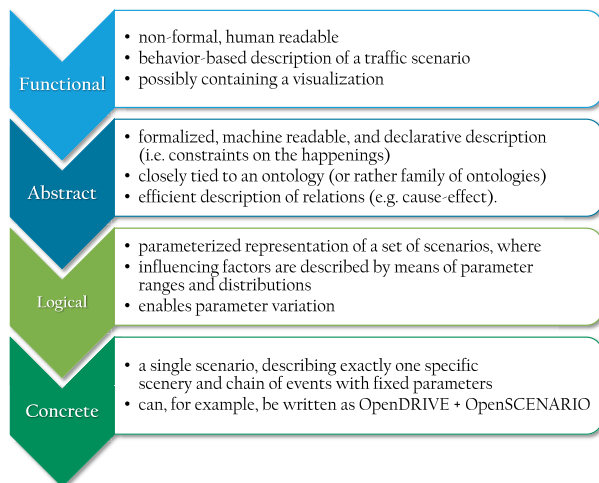 Functional
• non-formal, human readable
• behavior-based description of a traffic scenario
• possibly containing a visualization
Abstract
• formalized, machine readable, and declarative description
(i.e. constraints on the happenings)
• closely tied to an ontology (or rather family of ontologies)
• efficient description of relations (e.g. cause-effect).
Logical
• parameterized representation of a set of scenarios, where
• influencing factors are described by means of parameter
ranges and distributions
• enables parameter variation
Concrete
• a single scenario, describing exactly one specific
scenery and chain of events with fixed parameters
• can, for example, be written as OpenDRIVE + OpenSCENARIO